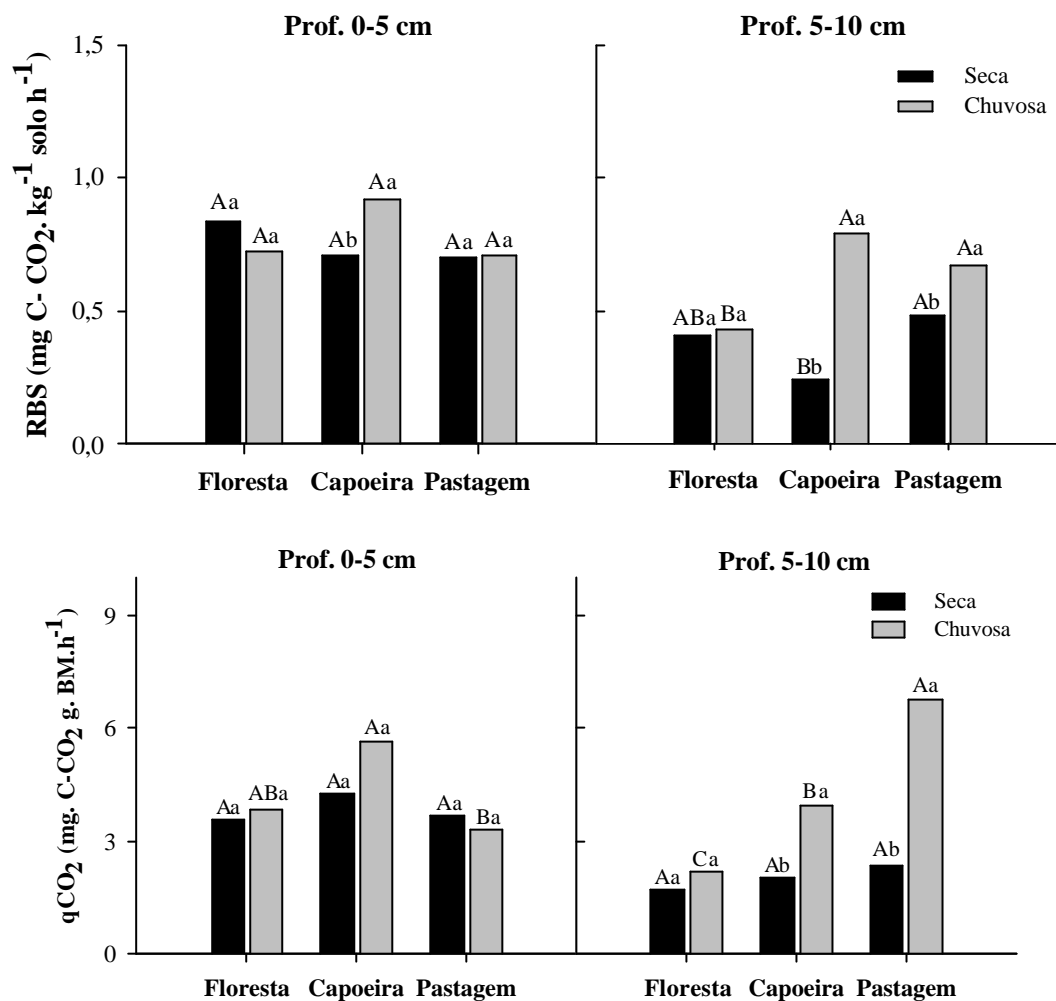 Prof. 0-5 cm
Prof. 5-10 cm
RBS (mg C- CO2. kg-1 solo h-1)
1,5
1,0
0,5
0,0
Seca
Chuvosa
Aa Aa Ab Aa Aa Aa
ABa Ba Bb Aa Ab Aa
Floresta Capoeira Pastagem
Floresta Capoeira Pastagem
Prof. 0-5 cm
Prof. 5-10 cm
qCO2 (mg. C-CO2 g. BM.h-1)
9
6
3
0
Seca
Chuvosa
Aa ABa Aa Aa Aa Ba
Aa Ca Ab Ba Ab Aa
Floresta Capoeira Pastagem
Floresta Capoeira Pastagem